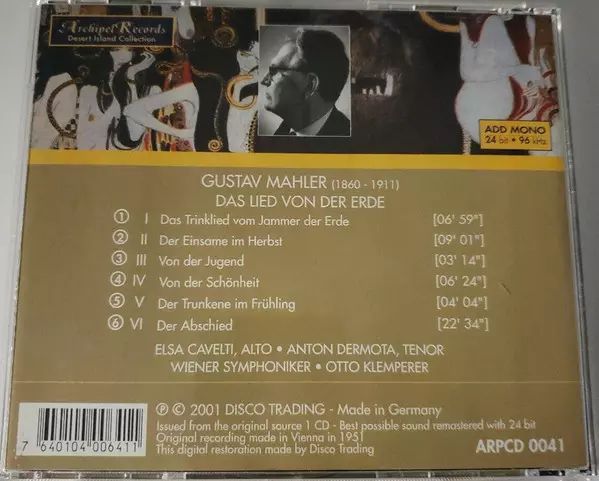 Archipel Records
Desert Island Collection
ADD MONO
24 bit • 96 kHz
GUSTAV MAHLER (1860 - 1911)
DAS LIED VON DER ERDE
1 I Das Trinklied vom Jammer der Erde [06' 59"]
2 II Der Einsame im Herbst [09' 01"]
3 III Von der Jugend [03' 14"]
4 IV Von der Schönheit [06' 24"]
5 V Der Trunkene im Frühling [04' 04"]
6 VI Der Abschied [22' 34"]
ELSA CAVELTI, ALTO • ANTON DERMOTA, TENOR
WIENER SYMPHONIKER • OTTO KLEMPERER
℗ © 2001 DISCO TRADING - Made in Germany
Issued from the original source 1 CD - Best possible sound remastered with 24 bit
Original recording made in Vienna in 1951
This digital restoration made by Disco Trading
ARPCD 0041
7 640104 006411